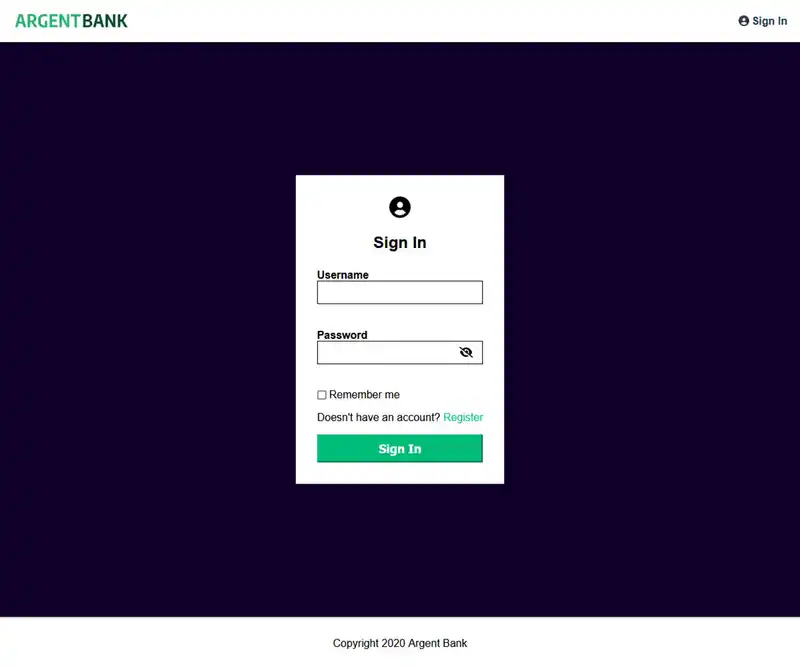 ARGENTBANK
Sign In
Sign In
Username
Password
Remember me
Doesn't have an account? Register
Sign In
Copyright 2020 Argent Bank